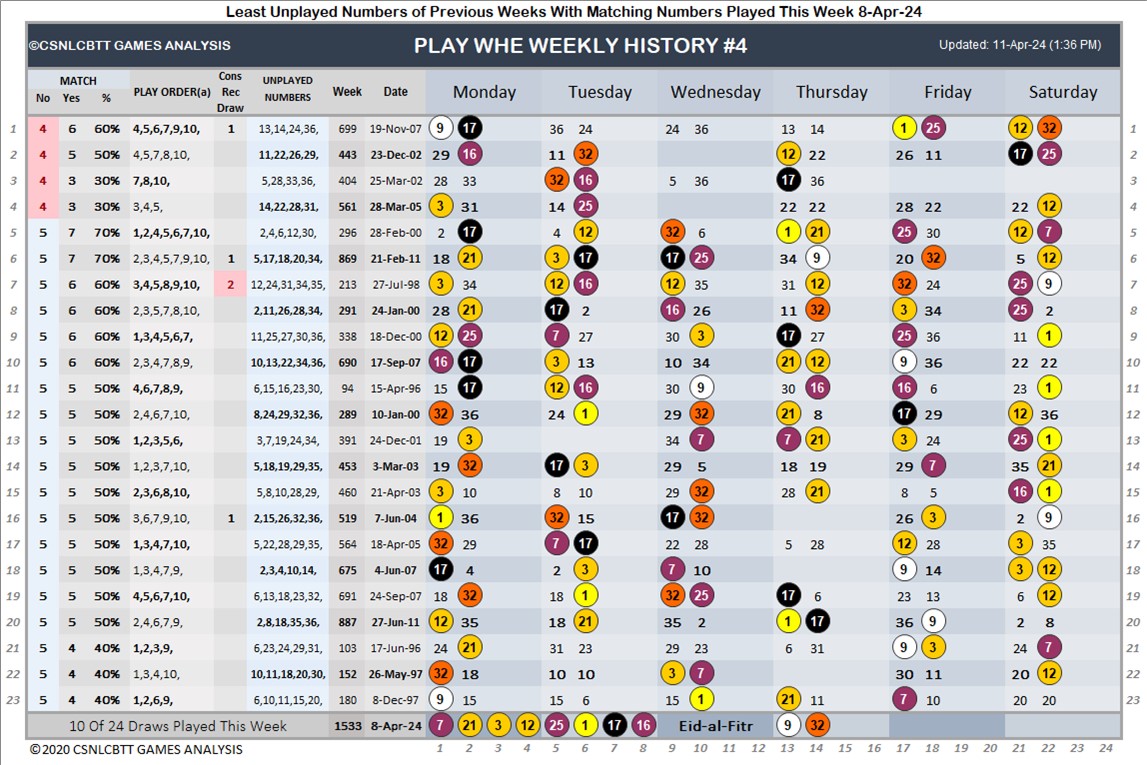 Least Unplayed Numbers of Previous Weeks With Matching Numbers Played This Week 8-Apr-24
©CSNLCBTT GAMES ANALYSIS PLAY WHE WEEKLY HISTORY #4 Updated: 11-Apr-24 (1:36 PM)
MATCH PLAY ORDER(a) Cons Rec Draw UNPLAYED NUMBERS Week Date Monday Tuesday Wednesday Thursday Friday Saturday
No Yes %
1 4 6 60% 4,5,6,7,9,10, 1 13,14,24,36, 699 19-Nov-07 9 17 36 24 24 36 13 14 1 25 12 32 1
2 4 5 50% 4,5,7,8,10, 11,22,26,29, 443 23-Dec-02 29 16 11 32 12 22 26 11 17 25 2
3 4 3 30% 7,8,10, 5,28,33,36, 404 25-Mar-02 28 33 32 16 5 36 17 36 3
4 4 3 30% 3,4,5, 14,22,28,31, 561 28-Mar-05 3 31 14 25 22 22 28 22 22 12 4
5 5 7 70% 1,2,4,5,6,7,10, 2,4,6,12,30, 296 28-Feb-00 2 17 4 12 32 6 1 21 25 30 12 7 5
6 5 7 70% 2,3,4,5,7,9,10, 1 5,17,18,20,34, 869 21-Feb-11 18 21 3 17 17 25 34 9 20 32 5 12 6
7 5 6 60% 3,4,5,8,9,10, 2 12,24,31,34,35, 213 27-Jul-98 3 34 12 16 12 35 31 12 32 24 25 9 7
8 5 6 60% 2,3,5,7,8,10, 2,11,26,28,34, 291 24-Jan-00 28 21 17 2 16 26 11 32 3 34 25 2 8
9 5 6 60% 1,3,4,5,6,7, 11,25,27,30,36, 338 18-Dec-00 12 25 7 27 30 3 17 27 25 36 11 1 9
10 5 6 60% 2,3,4,7,8,9, 10,13,22,34,36, 690 17-Sep-07 16 17 3 13 10 34 21 12 9 36 22 22 10
11 5 5 50% 4,6,7,8,9, 6,15,16,23,30, 94 15-Apr-96 15 17 12 16 30 9 30 16 16 6 23 1 11
12 5 5 50% 2,4,6,7,10, 8,24,29,32,36, 289 10-Jan-00 32 36 24 1 29 32 21 8 17 29 12 36 12
13 5 5 50% 1,2,3,5,6, 3,7,19,24,34, 391 24-Dec-01 19 3 34 7 7 21 3 24 25 1 13
14 5 5 50% 1,2,3,7,10, 5,18,19,29,35, 453 3-Mar-03 19 32 17 3 29 5 18 19 29 7 35 21 14
15 5 5 50% 2,3,6,8,10, 5,8,10,28,29, 460 21-Apr-03 3 10 8 10 29 32 28 21 8 5 16 1 15
16 5 5 50% 3,6,7,9,10, 1 2,15,26,32,36, 519 7-Jun-04 1 36 32 15 17 32 26 3 2 9 16
17 5 5 50% 1,3,4,7,10, 5,22,28,29,35, 564 18-Apr-05 32 29 7 17 22 28 5 28 12 28 3 35 17
18 5 5 50% 1,3,4,7,9, 2,3,4,10,14, 675 4-Jun-07 17 4 2 3 7 10 9 14 3 12 18
19 5 5 50% 4,5,6,7,10, 6,13,18,23,32, 691 24-Sep-07 18 32 18 1 32 25 17 6 23 13 6 12 19
20 5 5 50% 2,4,6,7,9, 2,8,18,35,36, 887 27-Jun-11 12 35 18 21 35 2 1 17 36 9 2 8 20
21 5 4 40% 1,2,3,9, 6,23,24,29,31, 103 17-Jun-96 24 21 31 23 29 23 6 31 9 3 24 7 21
22 5 4 40% 1,3,4,10, 10,11,18,20,30, 152 26-May-97 32 18 10 10 3 7 30 11 20 12 22
23 5 4 40% 1,2,6,9, 6,10,11,15,20, 180 8-Dec-97 9 15 15 6 15 1 21 11 7 10 20 20 23
10 Of 24 Draws Played This Week 1533 8-Apr-24 7 21 3 12 25 1 17 16 Eid-al-Fitr 9 32
© 2020 CSNLCBTT GAMES ANALYSIS 1 2 3 4 5 6 7 8 9 10 11 12 13 14 15 16 17 18 19 20 21 22 23 24